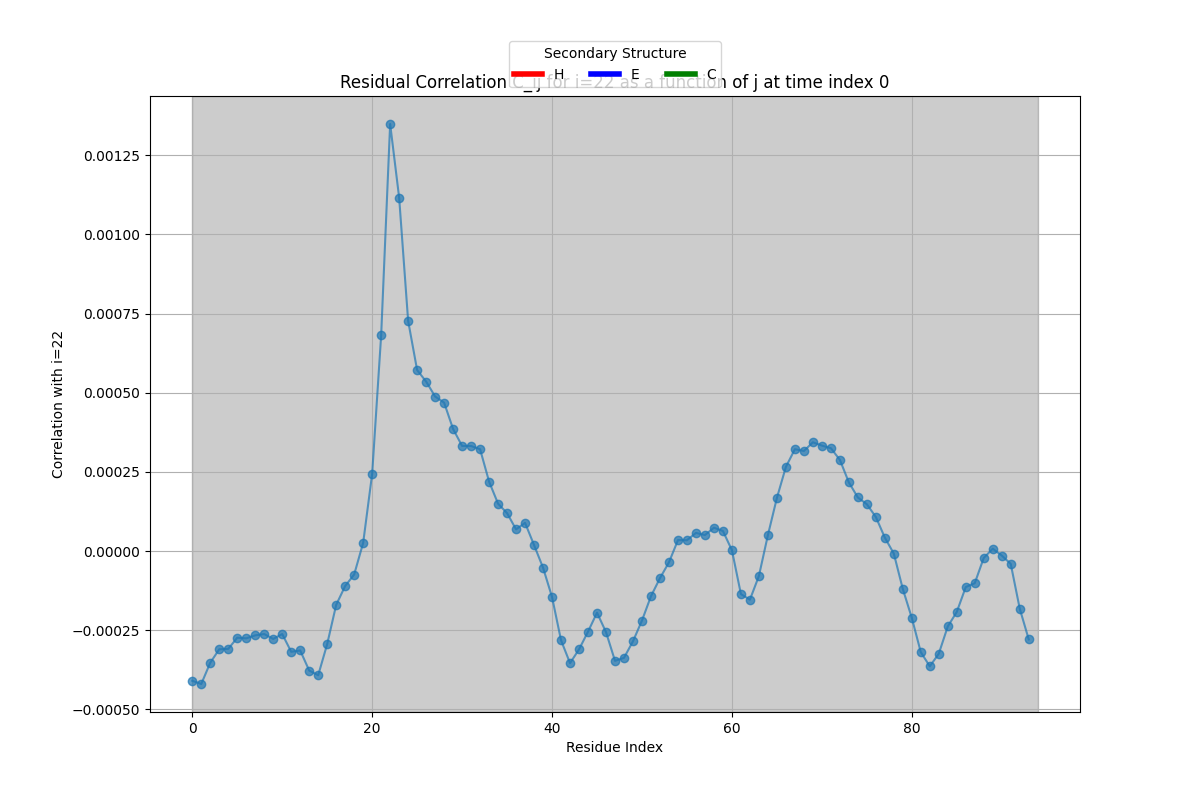 Secondary Structure
H E C
Residual Correlation C_ij for i=22 as a function of j at time index 0
0.00125
0.00100
0.00075
0.00050
0.00025
0.00000
−0.00025
−0.00050
Correlation with i=22
0 20 40 60 80
Residue Index